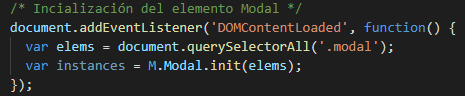 /* Incialización del elemento Modal */
document.addEventListener('DOMContentLoaded', function() {
  var elems = document.querySelectorAll('.modal');
  var instances = M.Modal.init(elems);
});